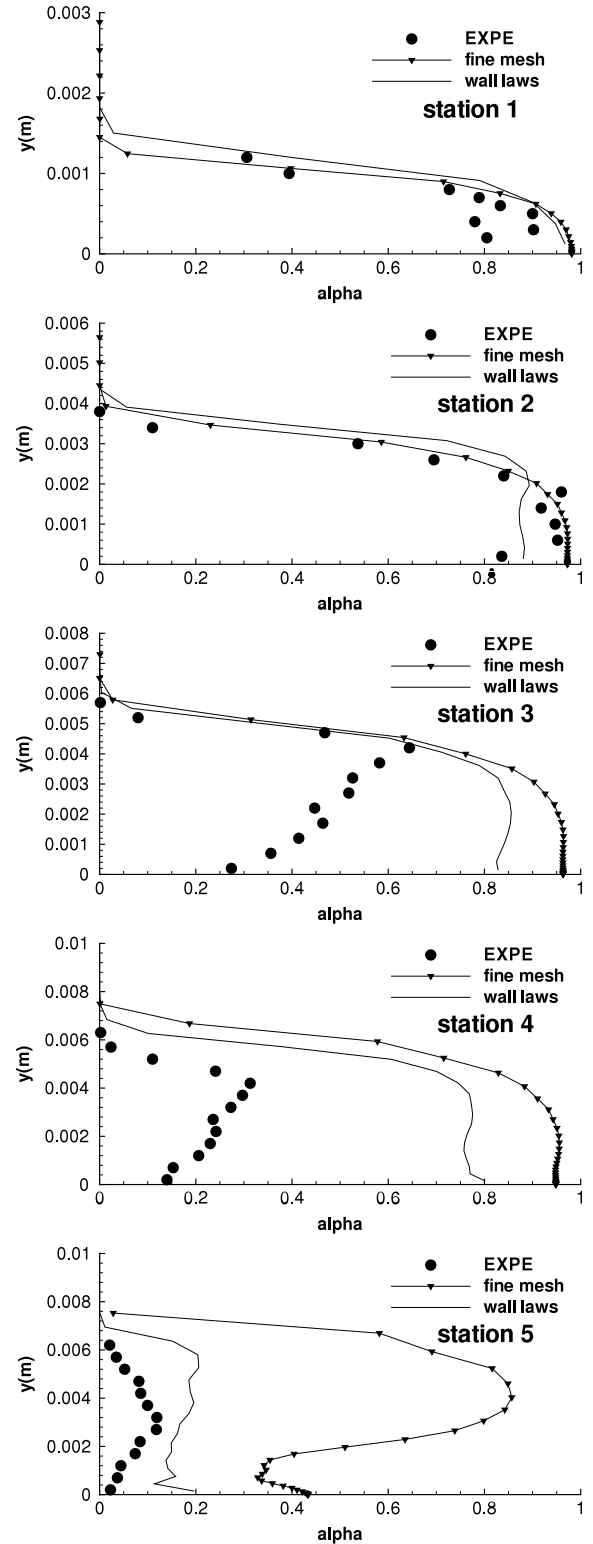 0.003
EXPE
fine mesh
wall laws
station 1
0.002
y(m)
0.001
0
0 0.2 0.4 0.6 0.8 1
alpha
0.006
EXPE
0.005
fine mesh
wall laws
station 2
0.004
y(m)
0.003
0.002
0.001
0
0 0.2 0.4 0.6 0.8 1
alpha
0.008
EXPE
0.007
fine mesh
wall laws
0.006
station 3
0.005
y(m)
0.004
0.003
0.002
0.001
0
0 0.2 0.4 0.6 0.8 1
alpha
0.01
EXPE
fine mesh
0.008
wall laws
station 4
0.006
y(m)
0.004
0.002
0
0 0.2 0.4 0.6 0.8 1
alpha
0.01
EXPE
fine mesh
0.008
wall laws
station 5
0.006
y(m)
0.004
0.002
0
0 0.2 0.4 0.6 0.8 1
alpha